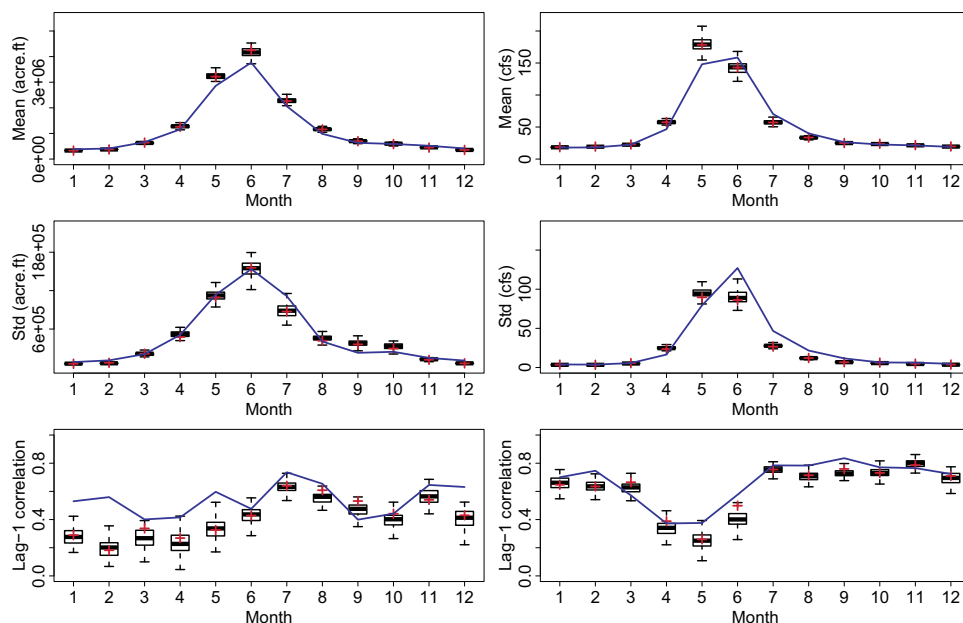 Mean (acre.ft)
0e+00
3e+06
1 2 3 4 5 6 7 8 9 10 11 12
Month
Mean (cfs)
0
50
150
1 2 3 4 5 6 7 8 9 10 11 12
Month
Std (acre.ft)
6e+05
18e+05
1 2 3 4 5 6 7 8 9 10 11 12
Month
Std (cfs)
0
50
100
1 2 3 4 5 6 7 8 9 10 11 12
Month
Lag−1 correlation
0.0
0.4
0.8
1 2 3 4 5 6 7 8 9 10 11 12
Month
Lag−1 correlation
0.0
0.4
0.8
1 2 3 4 5 6 7 8 9 10 11 12
Month